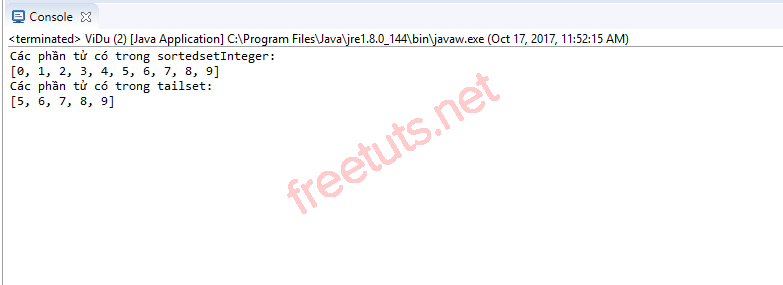 Console
<terminated> ViDu (2) [Java Application] C:\Program Files\Java\jre1.8.0_144\bin\javaw.exe (Oct 17, 2017, 11:52:15 AM)
Các phần tử có trong sortedsetInteger:
[0, 1, 2, 3, 4, 5, 6, 7, 8, 9]
Các phần tử có trong tailset:
[5, 6, 7, 8, 9]
freetuts.net